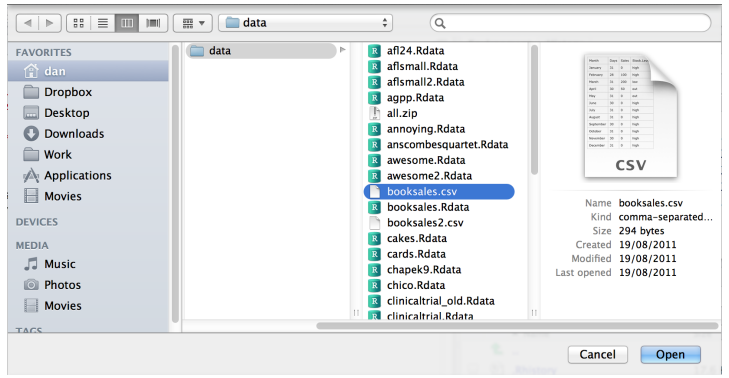 data
FAVORITES
dan
Dropbox
Desktop
Downloads
Work
Applications
Movies
DEVICES
MEDIA
Music
Photos
Movies
TAGS
data
afl24.Rdata
aflsmall.Rdata
aflsmall2.Rdata
agpp.Rdata
all.zip
annoying.Rdata
anscombesquartet.Rdata
awesome.Rdata
awesome2.Rdata
booksales.csv
booksales.Rdata
booksales2.csv
cakes.Rdata
cards.Rdata
chapek9.Rdata
chico.Rdata
clinicaltrial_old.Rdata
clinicaltrial.Rdata
CSV
Name booksales.csv
Kind comma-separated...
Size 294 bytes
Created 19/08/2011
Modified 19/08/2011
Last opened 19/08/2011
Cancel Open